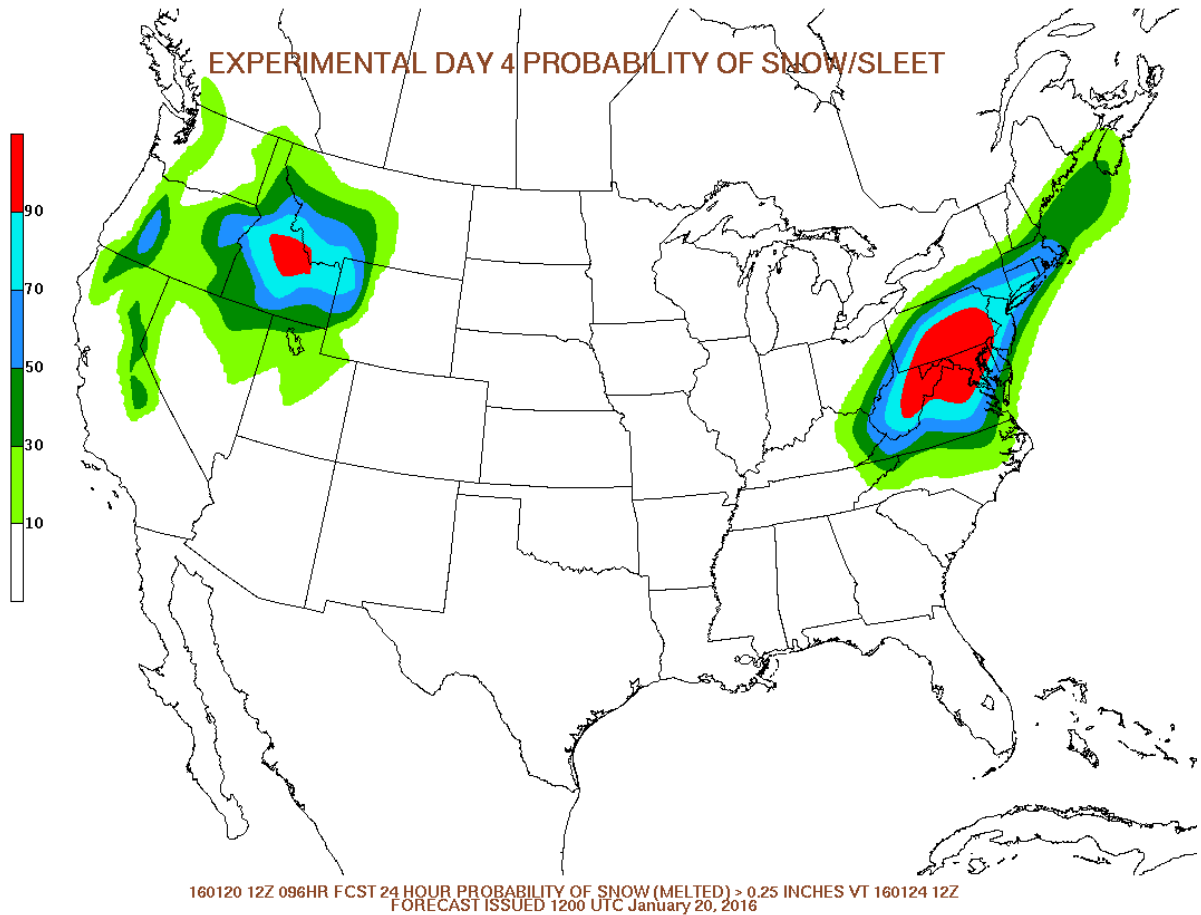 EXPERIMENTAL DAY 4 PROBABILITY OF SNOW/SLEET
90
70
50
30
10
160120 12Z 096HR FCST 24 HOUR PROBABILITY OF SNOW (MELTED) > 0.25 INCHES VT 160124 12Z
FORECAST ISSUED 1200 UTC January 20, 2016